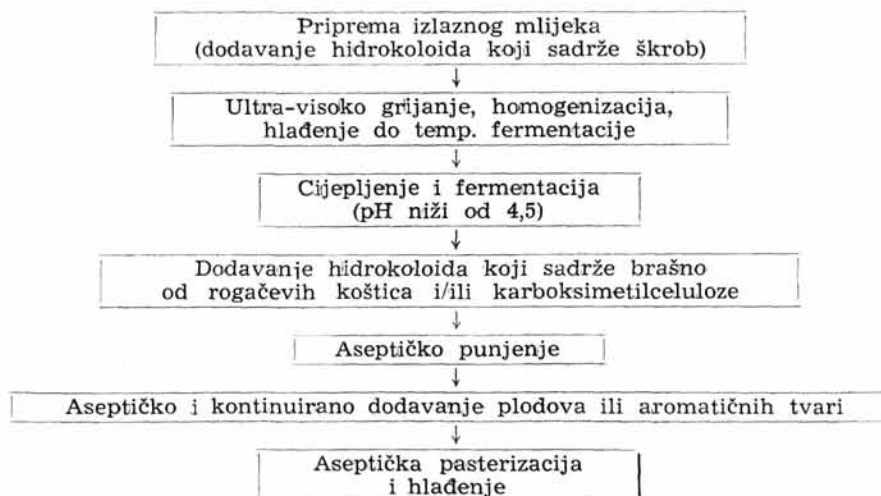 Priprema izlaznog mlijeka
(dodavanje hidrokoloida koji sadrže škrob)
Ultra-visoko grijanje, homogenizacija,
hlađenje do temp. fermentacije
Cijepljenje i fermentacija
(pH niži od 4,5)
Dodavanje hidrokoloida koji sadrže brašno
od rogačevih koštica i/ili karboksimetilceluloze
Aseptičko punjenje
Aseptičko i kontinuirano dodavanje plodova ili aromatičnih tvari
Aseptička pasterizacija
i hlađenje